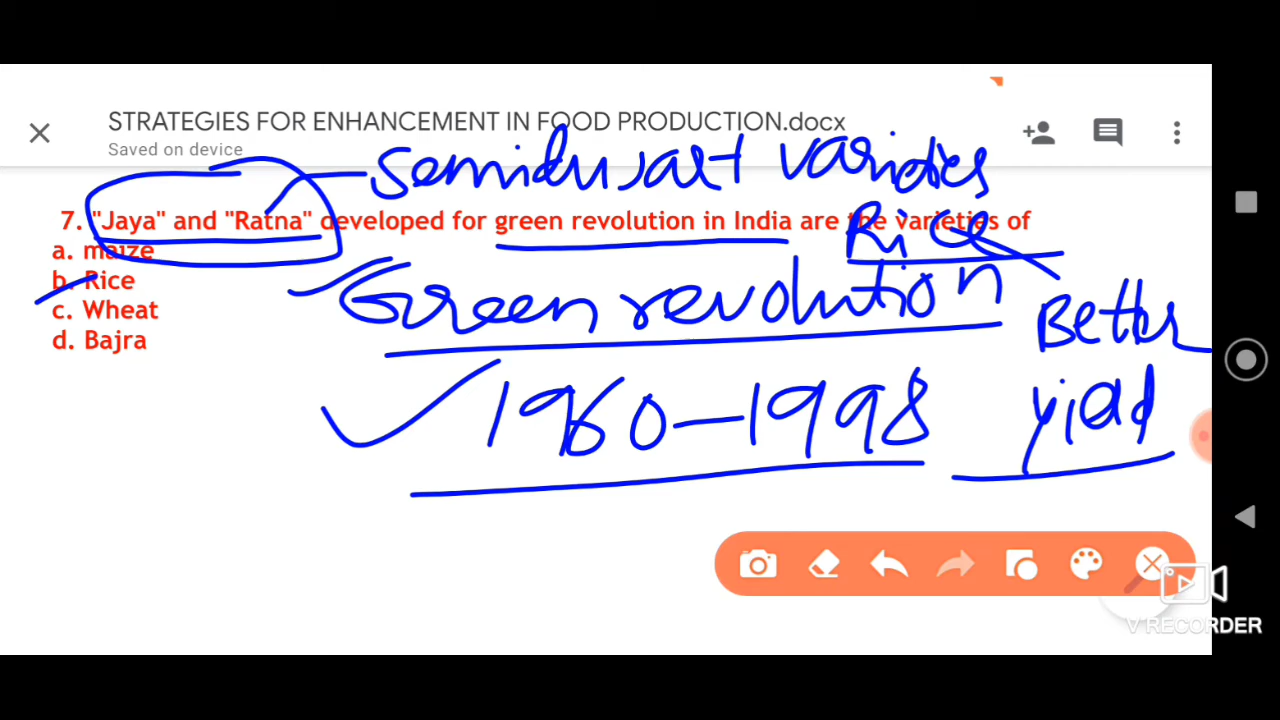 STRATEGIES FOR ENHANCEMENT IN FOOD PRODUCTION.docx
Saved on device
Semidwart varieties
7. "Jaya" and "Ratna" developed for green revolution in India are the varieties of
Rice
a. maize
b. Rice
c. Wheat
d. Bajra
Green revolution
Better
yield
1960-1998
V RECORDER